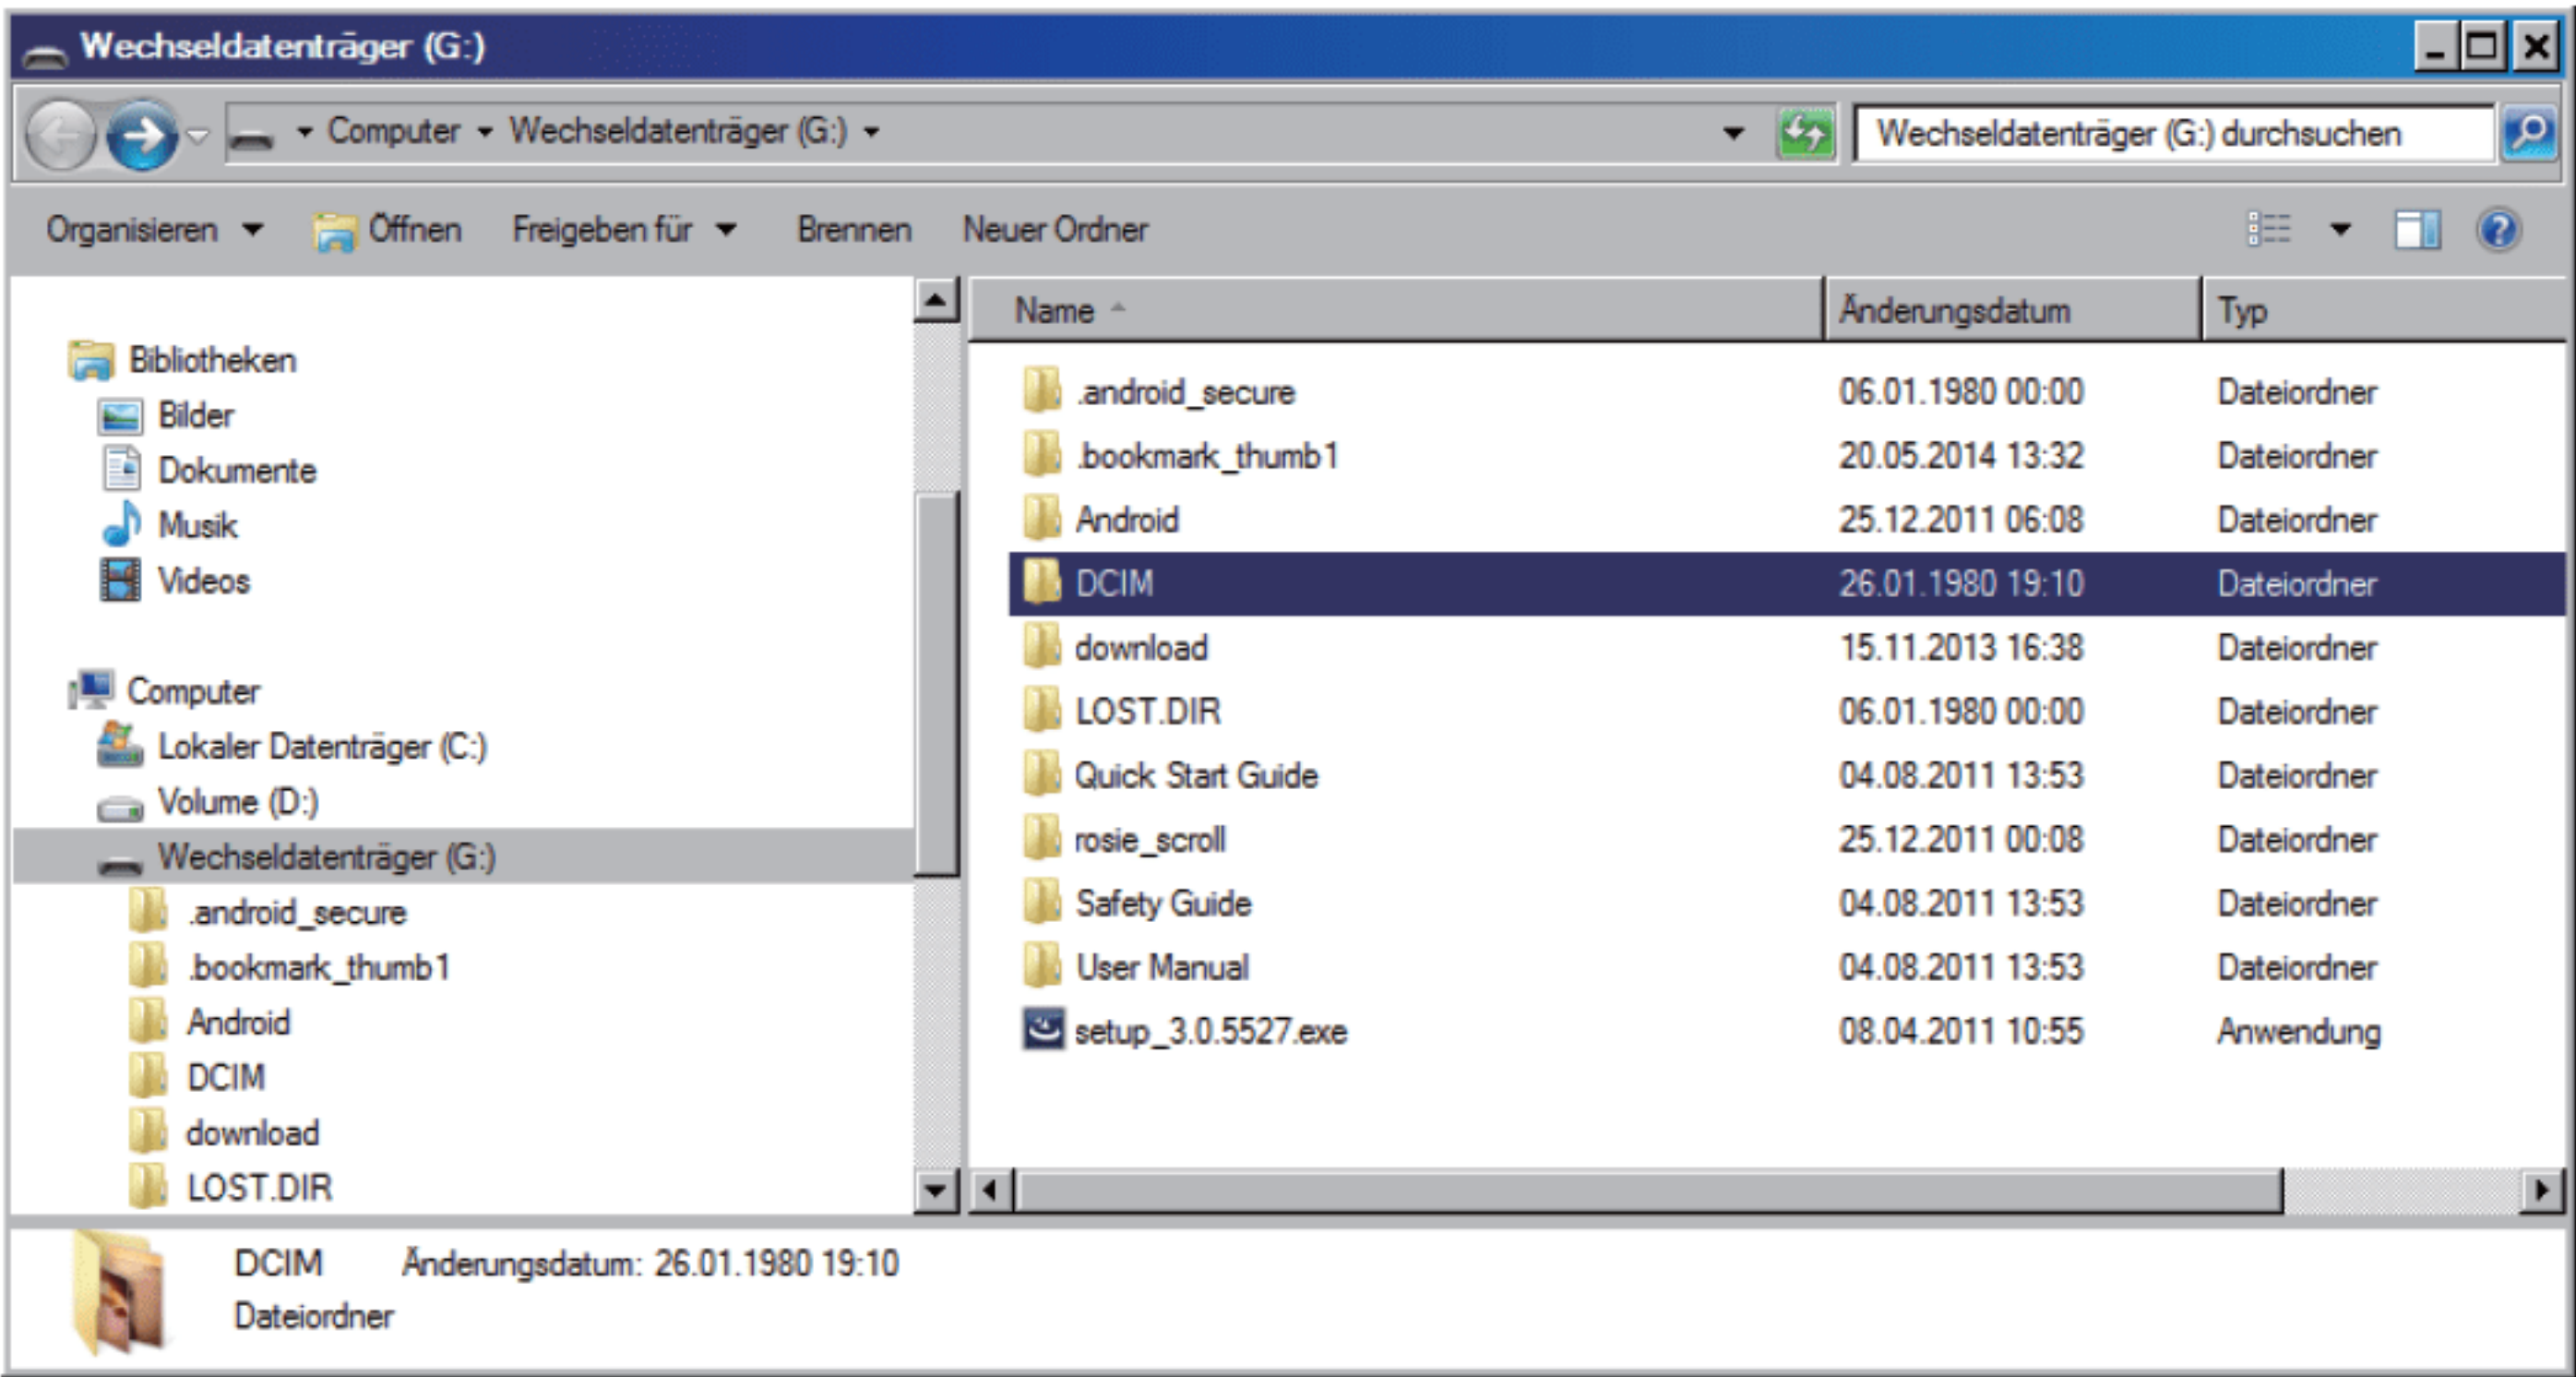 Wechseldatenträger (G:)
Computer Wechseldatenträger (G:)
Wechseldatenträger (G:) durchsuchen
Organisieren Öffnen Freigeben für Brennen Neuer Ordner
Bibliotheken
Bilder
Dokumente
Musik
Videos
Computer
Lokaler Datenträger (C:)
Volume (D:)
Wechseldatenträger (G:)
.android_secure
.bookmark_thumb1
Android
DCIM
download
LOST.DIR
Name Änderungsdatum Typ
.android_secure 06.01.1980 00:00 Dateiordner
.bookmark_thumb1 20.05.2014 13:32 Dateiordner
Android 25.12.2011 06:08 Dateiordner
DCIM 26.01.1980 19:10 Dateiordner
download 15.11.2013 16:38 Dateiordner
LOST.DIR 06.01.1980 00:00 Dateiordner
Quick Start Guide 04.08.2011 13:53 Dateiordner
rosie_scroll 25.12.2011 00:08 Dateiordner
Safety Guide 04.08.2011 13:53 Dateiordner
User Manual 04.08.2011 13:53 Dateiordner
setup_3.0.5527.exe 08.04.2011 10:55 Anwendung
DCIM Änderungsdatum: 26.01.1980 19:10
Dateiordner